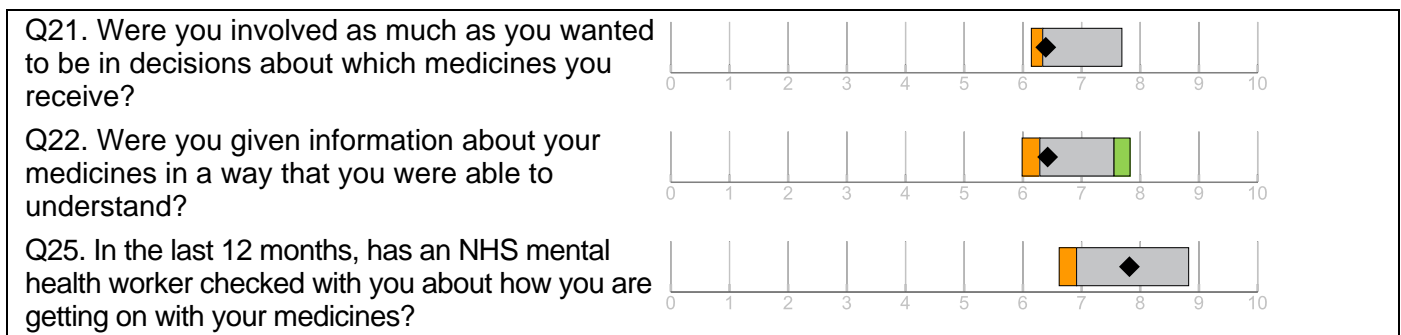 Q21. Were you involved as much as you wanted
to be in decisions about which medicines you
receive?
0 1 2 3 4 5 6 7 8 9 10
Q22. Were you given information about your
medicines in a way that you were able to
understand?
0 1 2 3 4 5 6 7 8 9 10
Q25. In the last 12 months, has an NHS mental
health worker checked with you about how you are
getting on with your medicines?
0 1 2 3 4 5 6 7 8 9 10